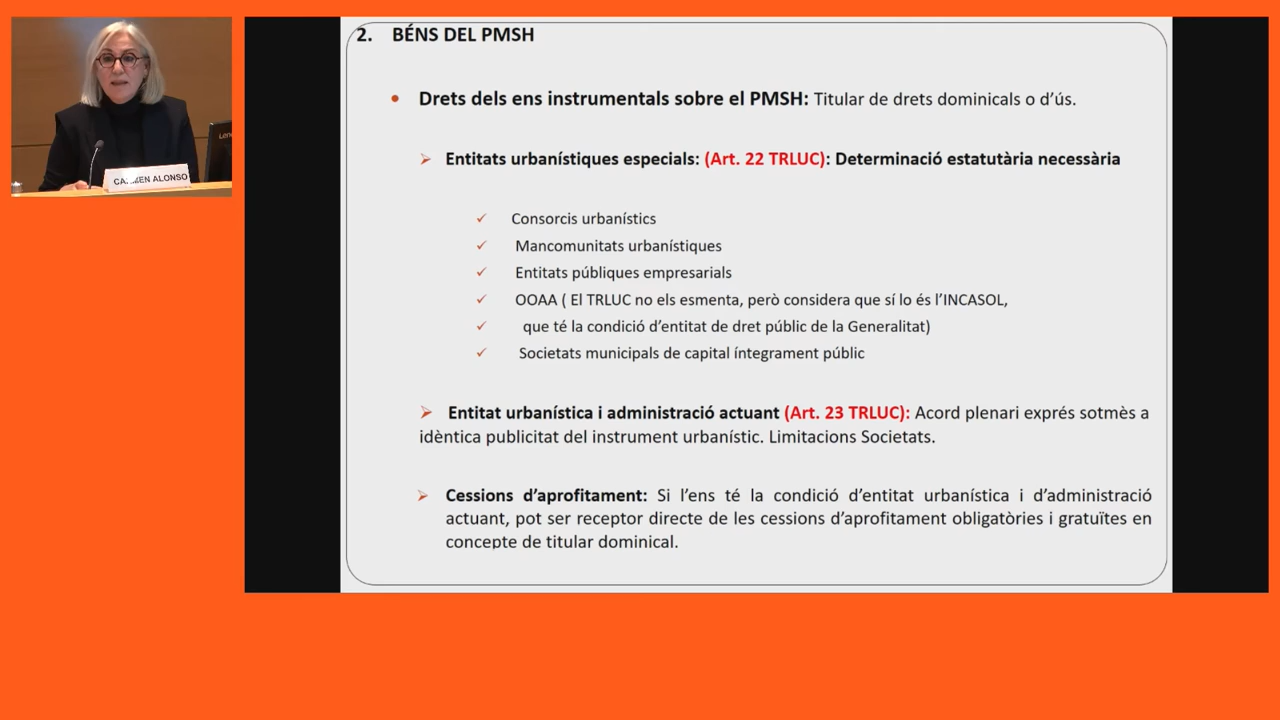 CARMEN ALONSO
Leno
2. BÉNS DEL PMSH
• Drets dels ens instrumentals sobre el PMSH: Titular de drets dominicals o d’ús.
➢ Entitats urbanístiques especials: (Art. 22 TRLUC): Determinació estatutària necessària
✓ Consorcis urbanístics
✓ Mancomunitats urbanístiques
✓ Entitats públiques empresarials
✓ OOAA ( El TRLUC no els esmenta, però considera que sí lo és l’INCASOL,
✓ que té la condició d’entitat de dret públic de la Generalitat)
✓ Societats municipals de capital íntegrament públic
➢ Entitat urbanística i administració actuant (Art. 23 TRLUC): Acord plenari exprés sotmès a
idèntica publicitat del instrument urbanístic. Limitacions Societats.
➢ Cessions d’aprofitament: Si l’ens té la condició d’entitat urbanística i d’administració
actuant, pot ser receptor directe de les cessions d’aprofitament obligatòries i gratuïtes en
concepte de titular dominical.